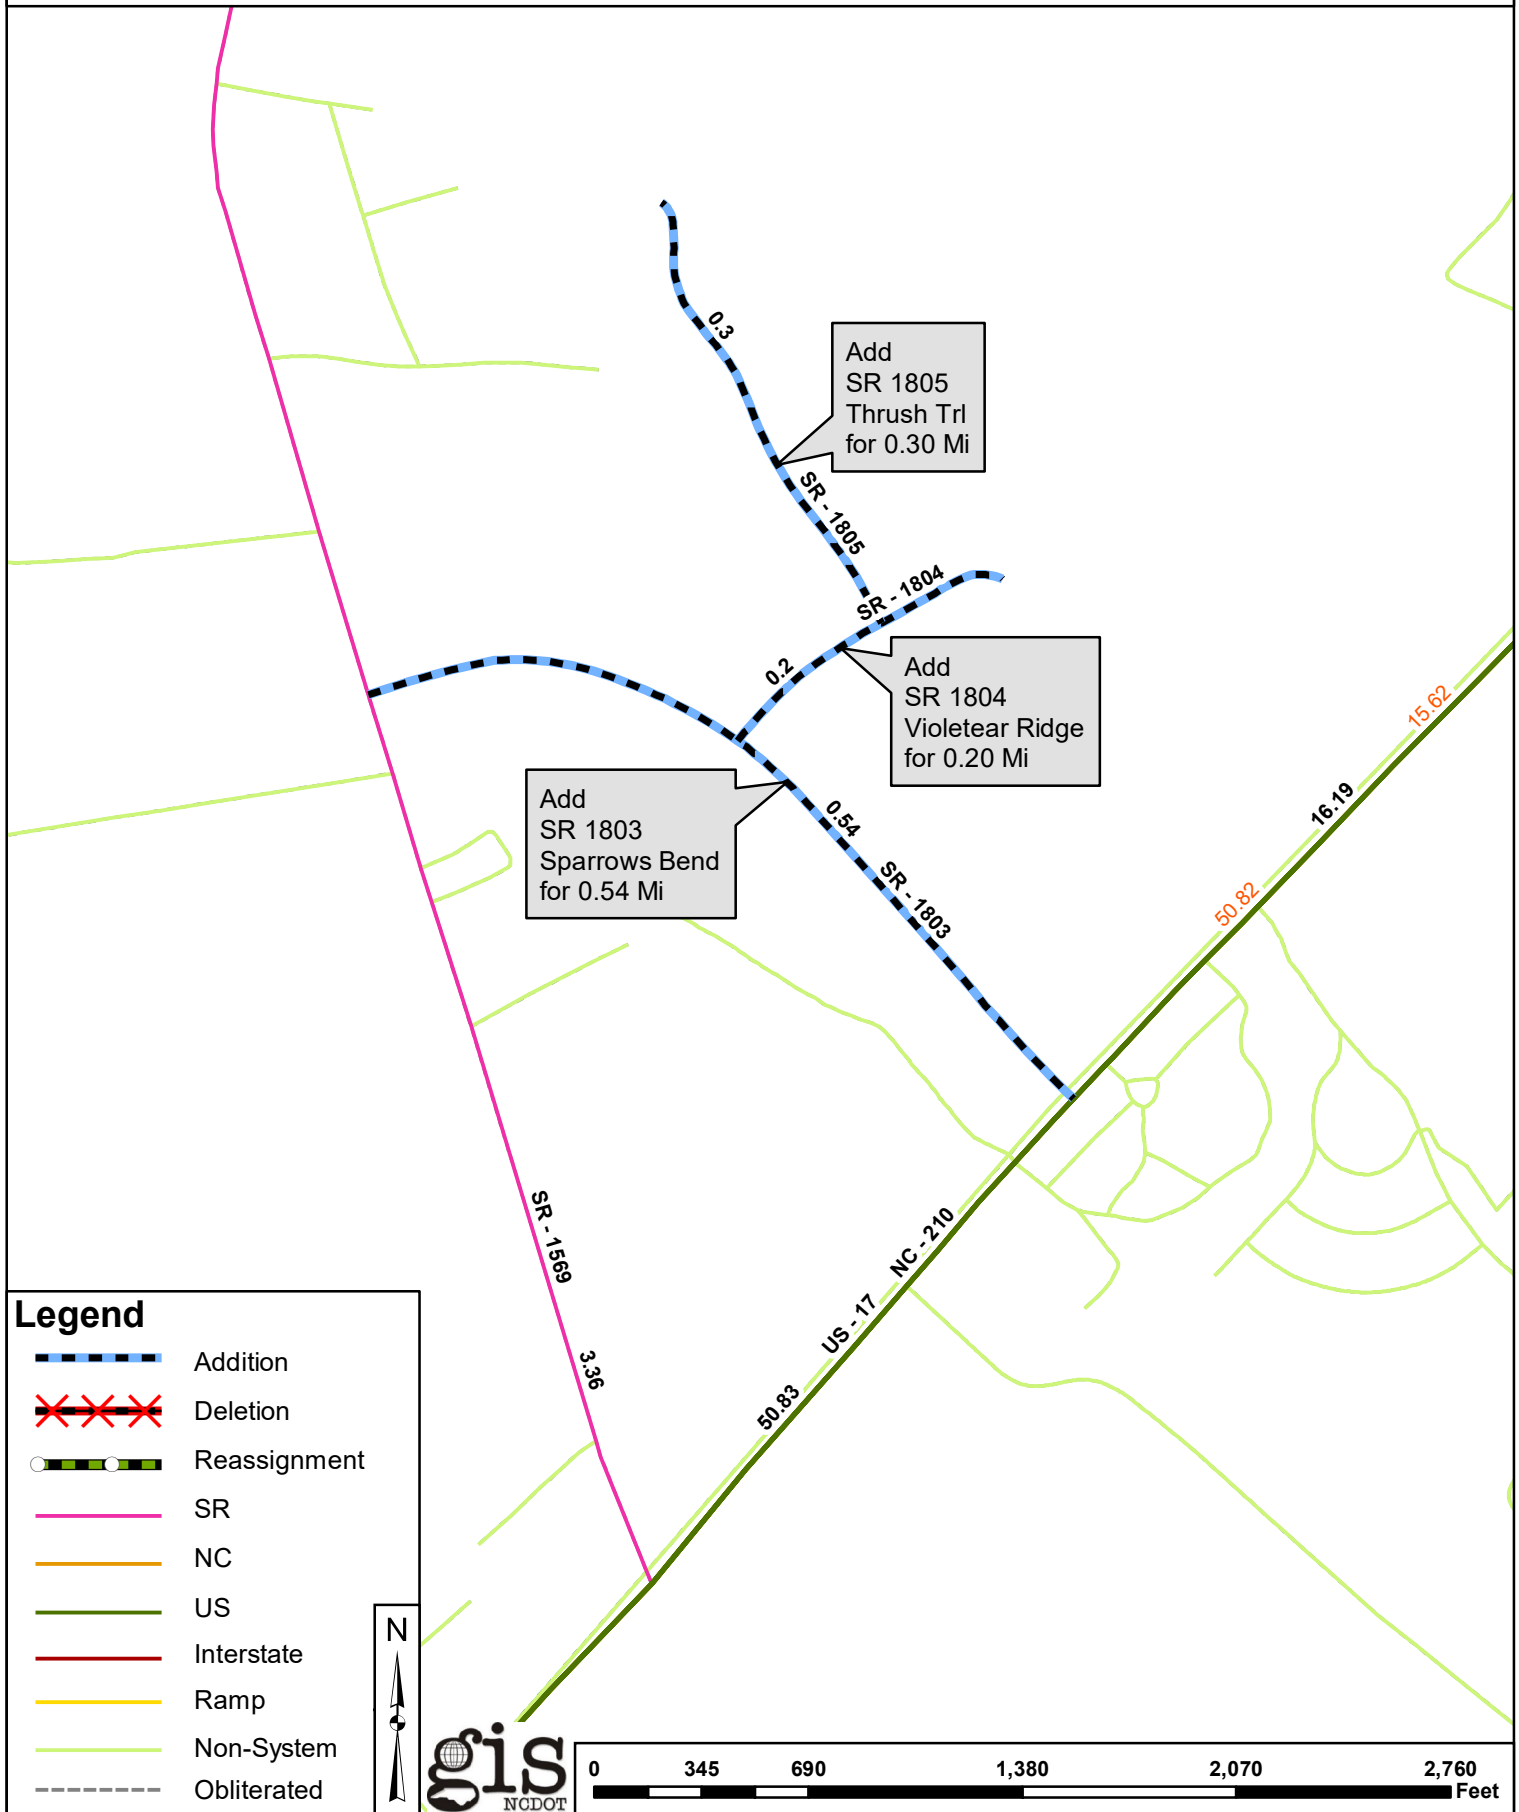 0.3
Add
SR 1805
Thrush Trl
for 0.30 Mi
SR - 1805
SR - 1804
0.2
Add
SR 1804
Violetear Ridge
for 0.20 Mi
Add
SR 1803
Sparrows Bend
for 0.54 Mi
0.54
SR - 1803
15.62
16.19
50.82
SR - 1569
3.36
NC - 210
US - 17
50.83
Legend
Addition
Deletion
Reassignment
SR
NC
US
Interstate
Ramp
Non-System
Obliterated
N
gis
NCDOT
0 345 690 1,380 2,070 2,760
Feet